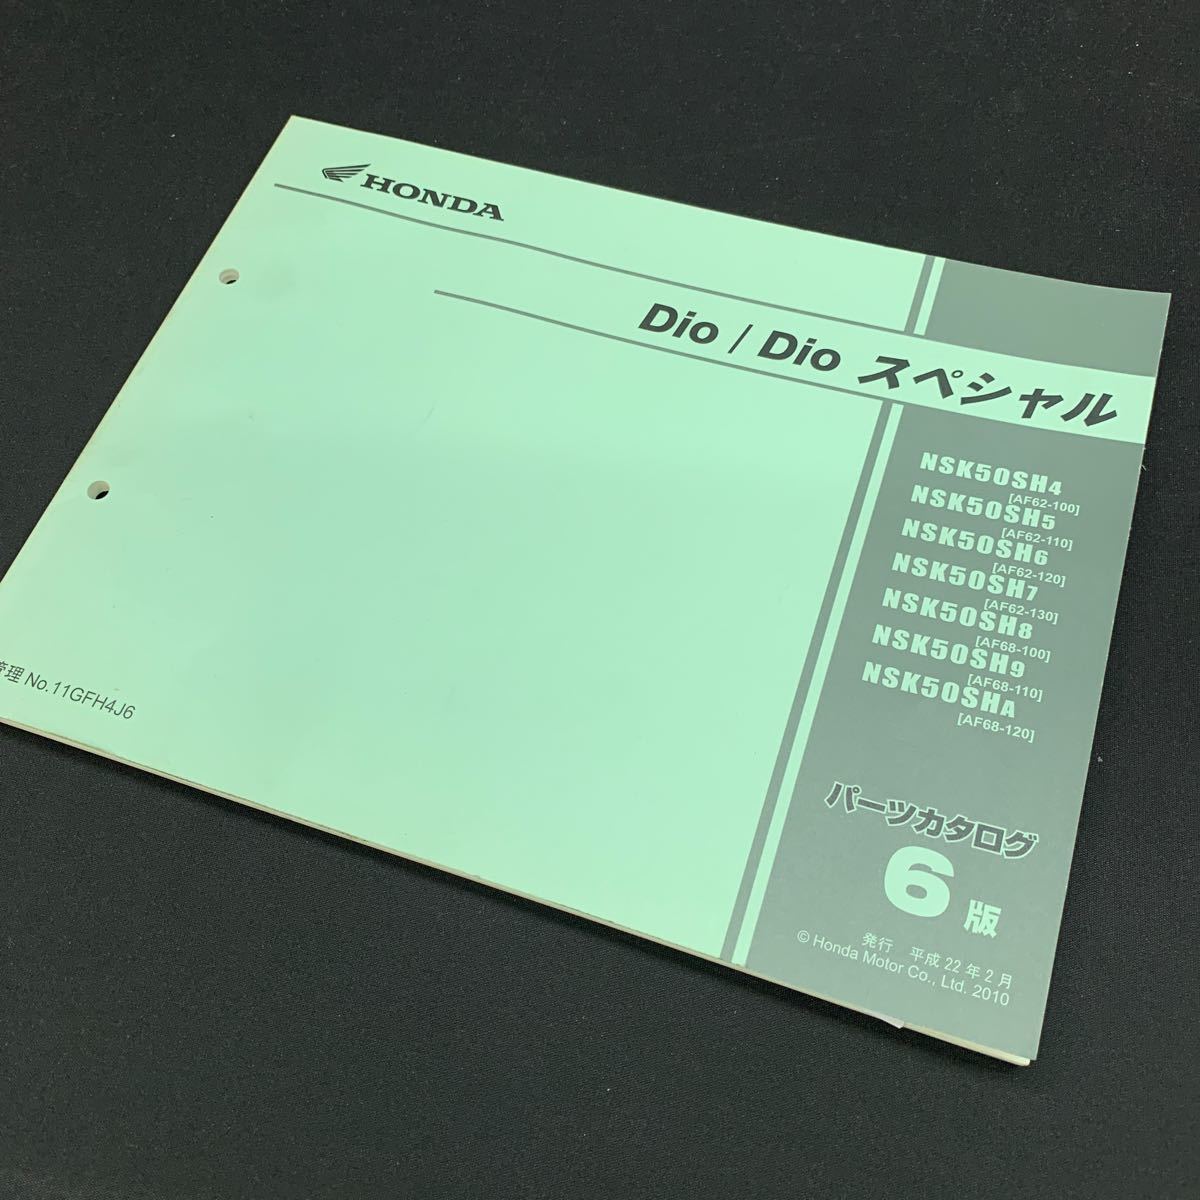 HONDA
Dio / Dio スペシャル
NSK50SH4
[AF62-100]
NSK50SH5
[AF62-110]
NSK50SH6
[AF62-120]
NSK50SH7
[AF62-130]
NSK50SH8
[AF68-100]
NSK50SH9
[AF68-110]
NSK50SHA
[AF68-120]
管理 No.11GFH4J6
パーツカタログ
6 版
発行 平成 22 年 2 月
© Honda Motor Co., Ltd. 2010